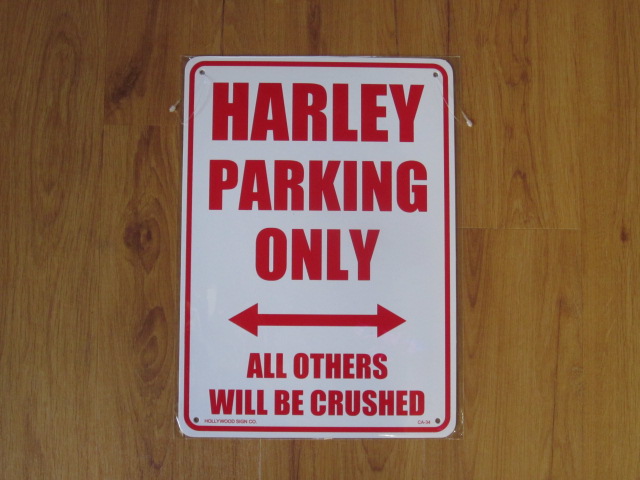 HARLEY
PARKING
ONLY
ALL OTHERS
WILL BE CRUSHED
HOLLYWOOD SIGN CO. CA-34